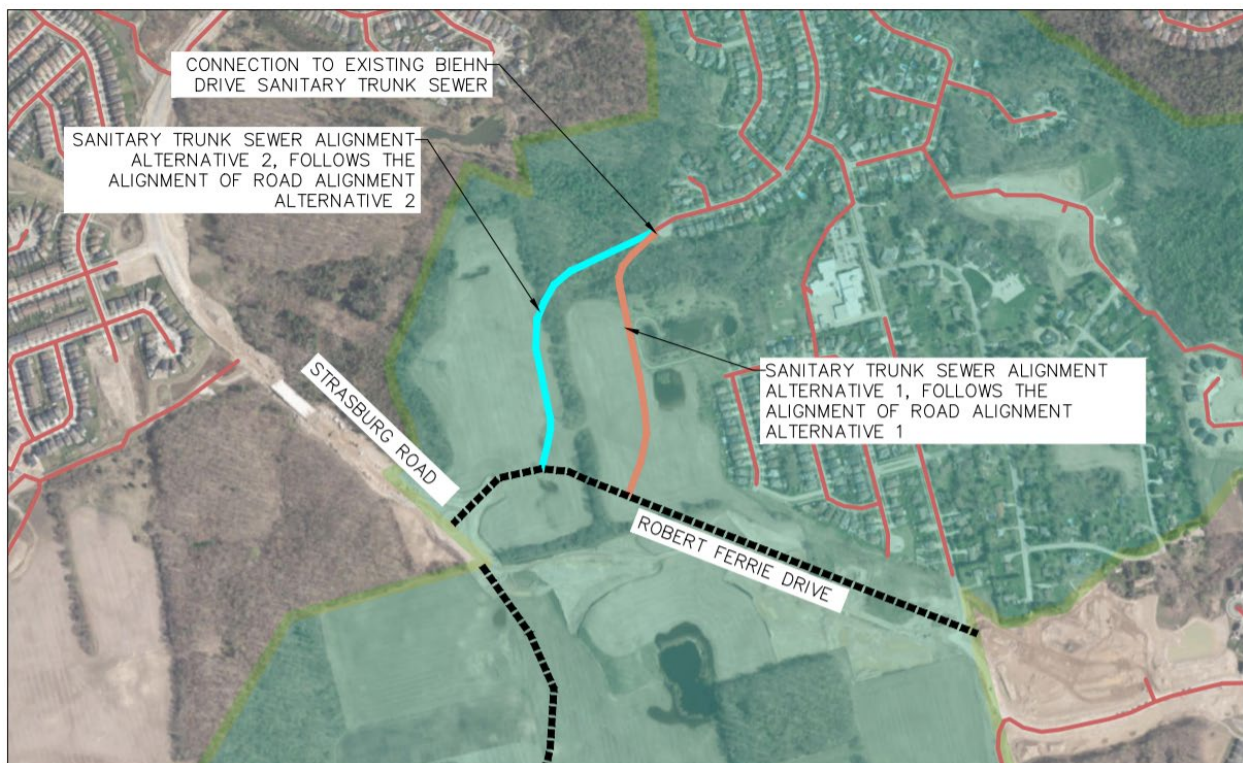 CONNECTION TO EXISTING BIEHN
DRIVE SANITARY TRUNK SEWER
SANITARY TRUNK SEWER ALIGNMENT
ALTERNATIVE 2, FOLLOWS THE
ALIGNMENT OF ROAD ALIGNMENT
ALTERNATIVE 2
STRASBURG ROAD
SANITARY TRUNK SEWER ALIGNMENT
ALTERNATIVE 1, FOLLOWS THE
ALIGNMENT OF ROAD ALIGNMENT
ALTERNATIVE 1
ROBERT FERRIE DRIVE